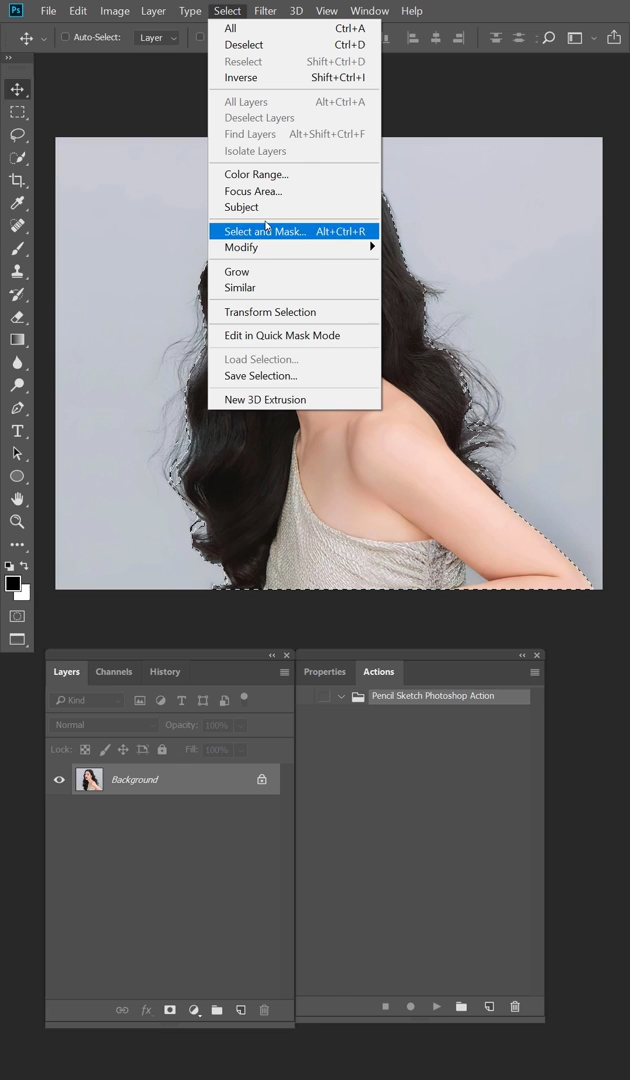 Ps File Edit Image Layer Type Select Filter 3D View Window Help
Auto-Select: Layer
All Ctrl+A
Deselect Ctrl+D
Reselect Shift+Ctrl+D
Inverse Shift+Ctrl+I
All Layers Alt+Ctrl+A
Deselect Layers
Find Layers Alt+Shift+Ctrl+F
Isolate Layers
Color Range...
Focus Area...
Subject
Select and Mask... Alt+Ctrl+R
Modify
Grow
Similar
Transform Selection
Edit in Quick Mask Mode
Load Selection...
Save Selection...
New 3D Extrusion
Layers Channels History
Kind
Normal Opacity: 100%
Lock: Fill: 100%
Background
fx
Properties Actions
Pencil Sketch Photoshop Action